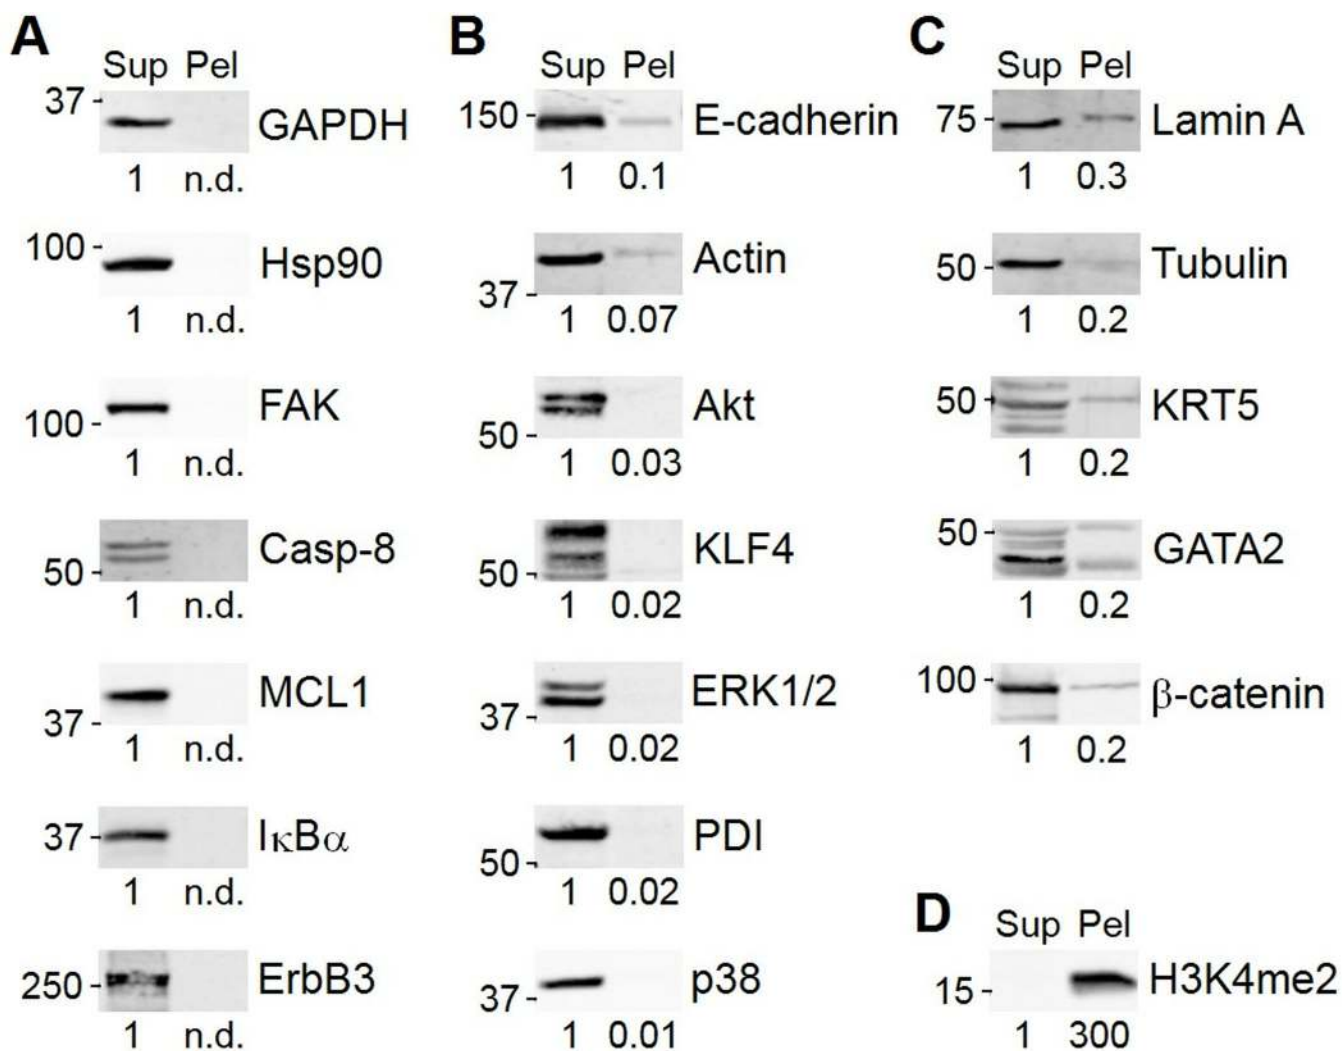 A
Sup Pel
37 GAPDH
1 n.d.
100 Hsp90
1 n.d.
100 FAK
1 n.d.
50 Casp-8
1 n.d.
37 MCL1
1 n.d.
37 IκBα
1 n.d.
250 ErbB3
1 n.d.
B
Sup Pel
150 E-cadherin
1 0.1
37 Actin
1 0.07
50 Akt
1 0.03
50 KLF4
1 0.02
37 ERK1/2
1 0.02
50 PDI
1 0.02
37 p38
1 0.01
C
Sup Pel
75 Lamin A
1 0.3
50 Tubulin
1 0.2
50 KRT5
1 0.2
50 GATA2
1 0.2
100 β-catenin
1 0.2
D
Sup Pel
15 H3K4me2
1 300